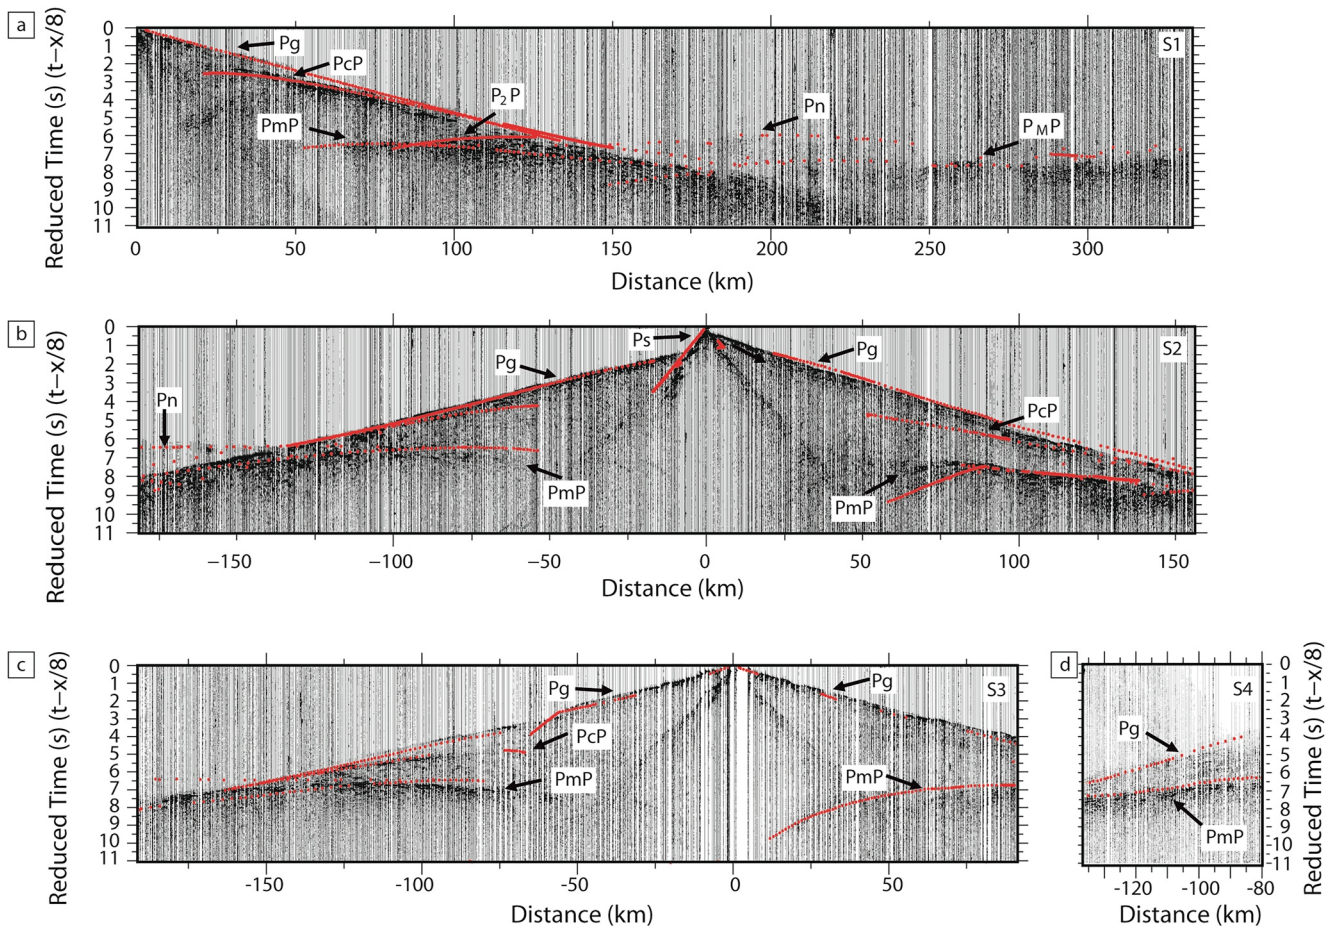 a
Reduced Time (s) (t−x/8)
0
1
2
3
4
5
6
7
8
9
10
11
Pg
PcP
P2P
PmP
Pn
PMP
S1
0 50 100 150 200 250 300
Distance (km)
b
Reduced Time (s) (t−x/8)
0
1
2
3
4
5
6
7
8
9
10
11
Ps
Pg
Pg
S2
Pn
PcP
PmP
PmP
−150 −100 −50 0 50 100 150
Distance (km)
c
Reduced Time (s) (t−x/8)
0
1
2
3
4
5
6
7
8
9
10
11
Pg
Pg
S3
PcP
PmP
PmP
-150 -100 -50 0 50
Distance (km)
d
S4
Pg
PmP
0
1
2
3
4
5
6
7
8
9
10
11
Reduced Time (s) (t−x/8)
-120 -100 -80
Distance (km)